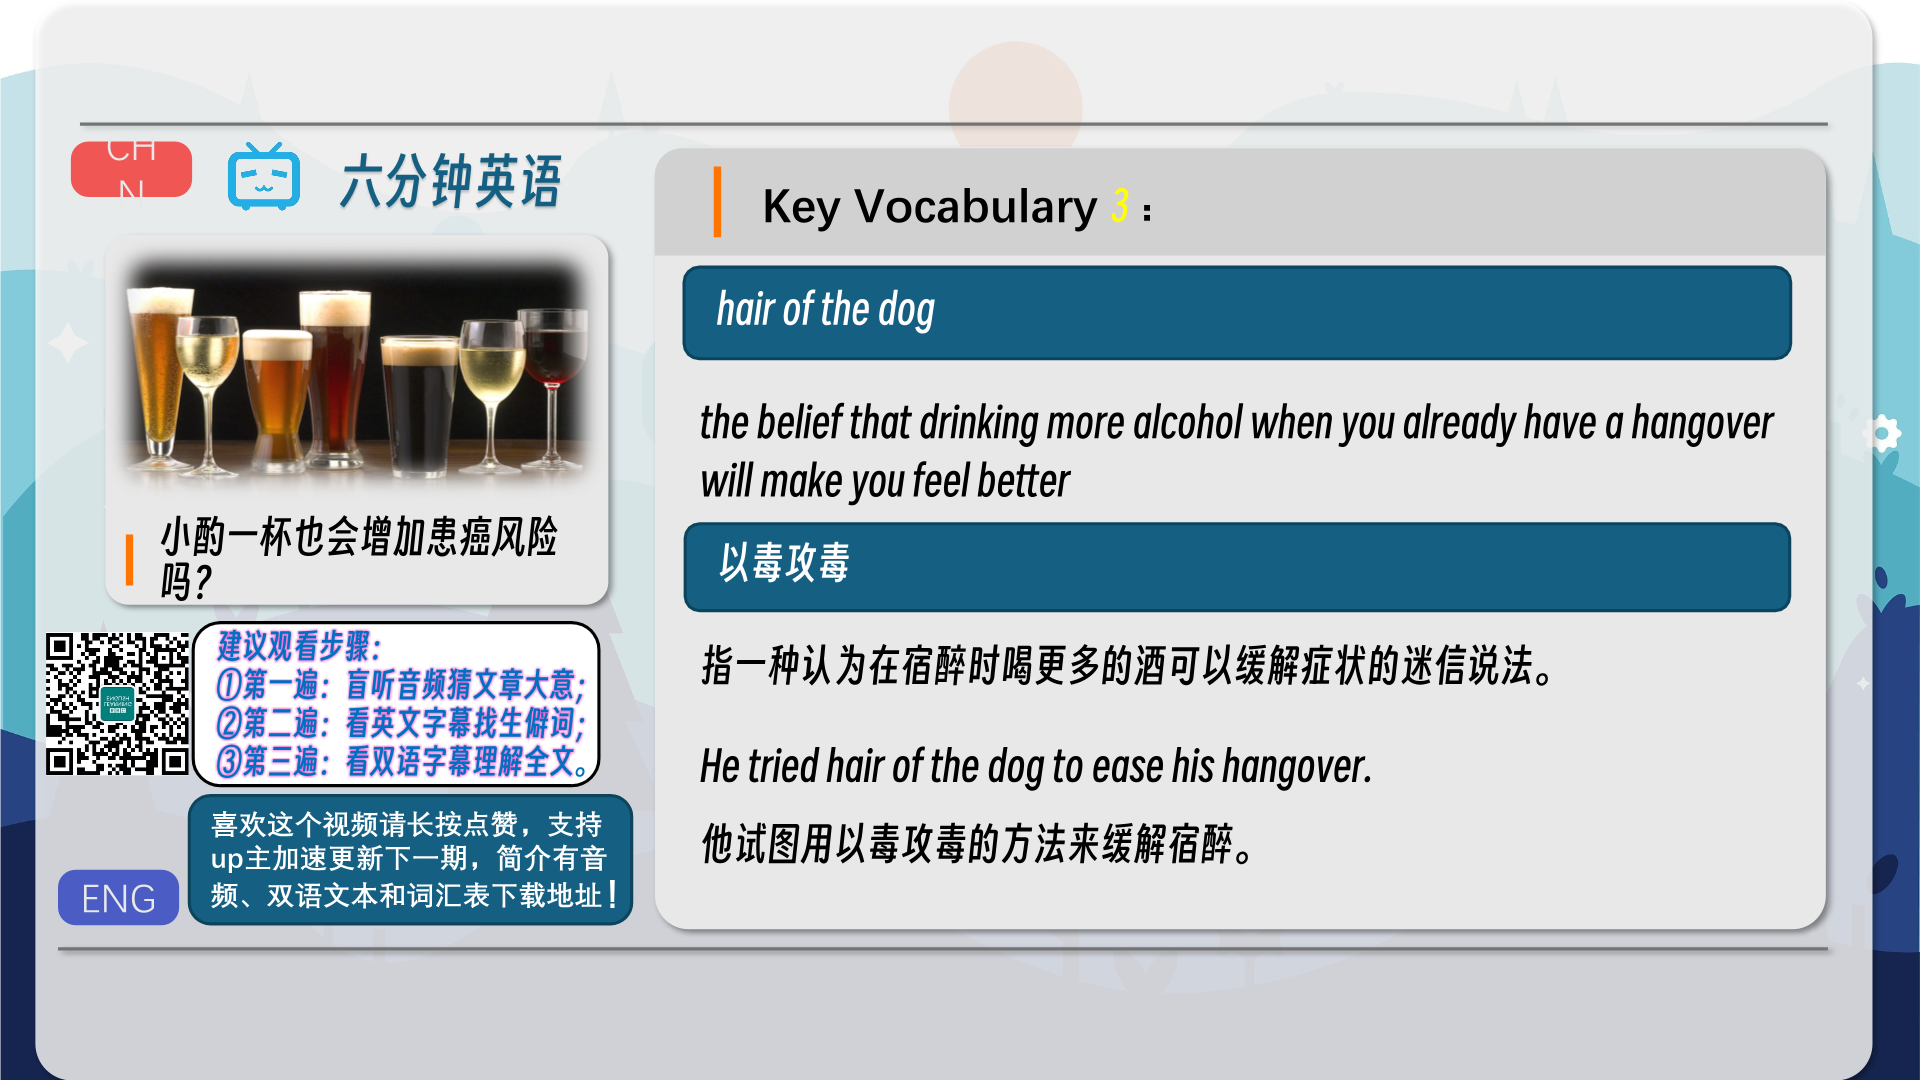 CH
N
六分钟英语
小酌一杯也会增加患癌风险
吗?
建议观看步骤:
①第一遍: 盲听音频猜文章大意;
②第二遍: 看英文字幕找生僻词;
③第三遍: 看双语字幕理解全文。
喜欢这个视频请长按点赞，支持
up主加速更新下一期，简介有音
频、双语文本和词汇表下载地址！
ENG
Key Vocabulary 3：
hair of the dog
the belief that drinking more alcohol when you already have a hangover
will make you feel better
以毒攻毒
指一种认为在宿醉时喝更多的酒可以缓解症状的迷信说法。
He tried hair of the dog to ease his hangover.
他试图用以毒攻毒的方法来缓解宿醉。